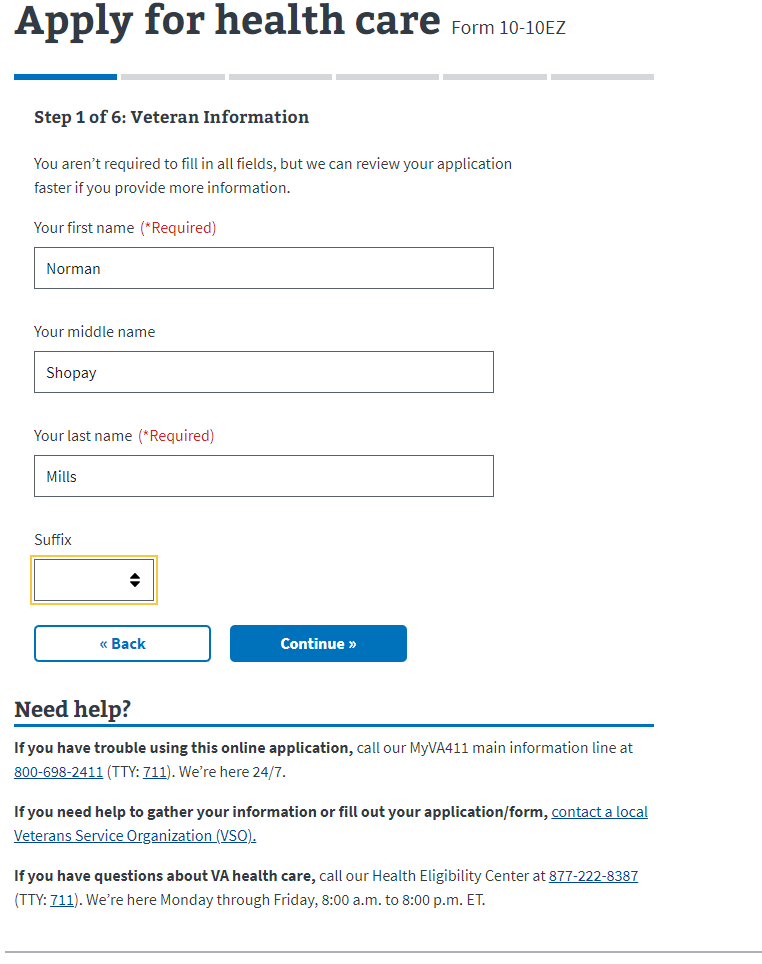 Apply for health care Form 10-10EZ
Step 1 of 6: Veteran Information
You aren’t required to fill in all fields, but we can review your application
faster if you provide more information.
Your first name (*Required)
Norman
Your middle name
Shopay
Your last name (*Required)
Mills
Suffix
« Back Continue »
Need help?
If you have trouble using this online application, call our MyVA411 main information line at
800-698-2411 (TTY: 711). We’re here 24/7.
If you need help to gather your information or fill out your application/form, contact a local
Veterans Service Organization (VSO).
If you have questions about VA health care, call our Health Eligibility Center at 877-222-8387
(TTY: 711). We’re here Monday through Friday, 8:00 a.m. to 8:00 p.m. ET.